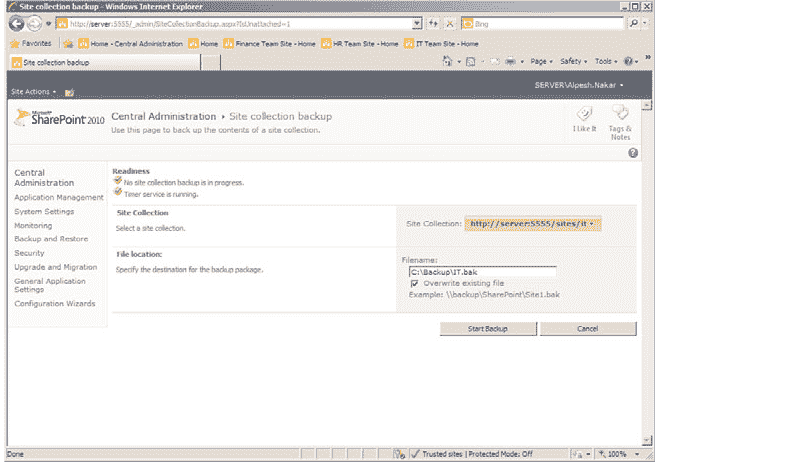 Site collection backup - Windows Internet Explorer
http://server:5555/_admin/SiteCollectionBackup.aspx?IsUnattached=1
Bing
Favorites
Home - Central Administration
Home
Finance Team Site - Home
HR Team Site - Home
IT Team Site - Home
Site collection backup
Page
Safety
Tools
Site Actions
SERVER\Alpesh.Nakar
Microsoft
SharePoint 2010
Central Administration
Site collection backup
Use this page to back up the contents of a site collection.
I Like It
Tags & Notes
Central Administration
Application Management
System Settings
Monitoring
Backup and Restore
Security
Upgrade and Migration
General Application Settings
Configuration Wizards
Readiness
No site collection backup is in progress.
Timer service is running.
Site Collection
Select a site collection.
Site Collection: http://server:5555/sites/it
File location:
Specify the destination for the backup package.
Filename:
C:\Backup\IT.bak
Overwrite existing file
Example: \\backup\SharePoint\Site1.bak
Start Backup
Cancel
Done
Trusted sites | Protected Mode: Off
100%